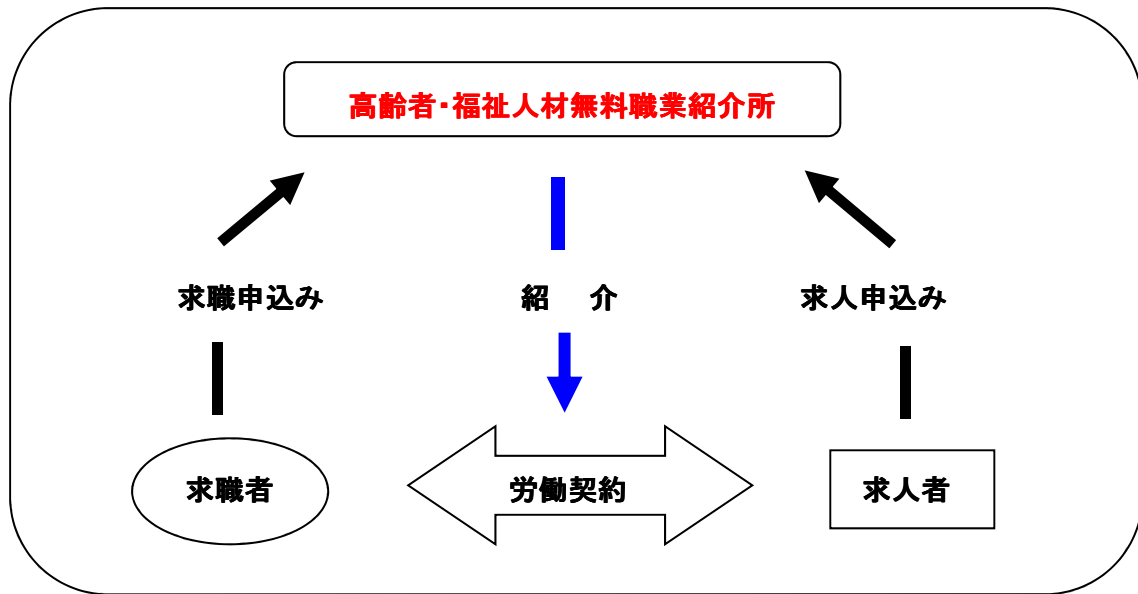 高齢者・福祉人材無料職業紹介所
求職申込み
紹　介
求人申込み
求職者
労働契約
求人者